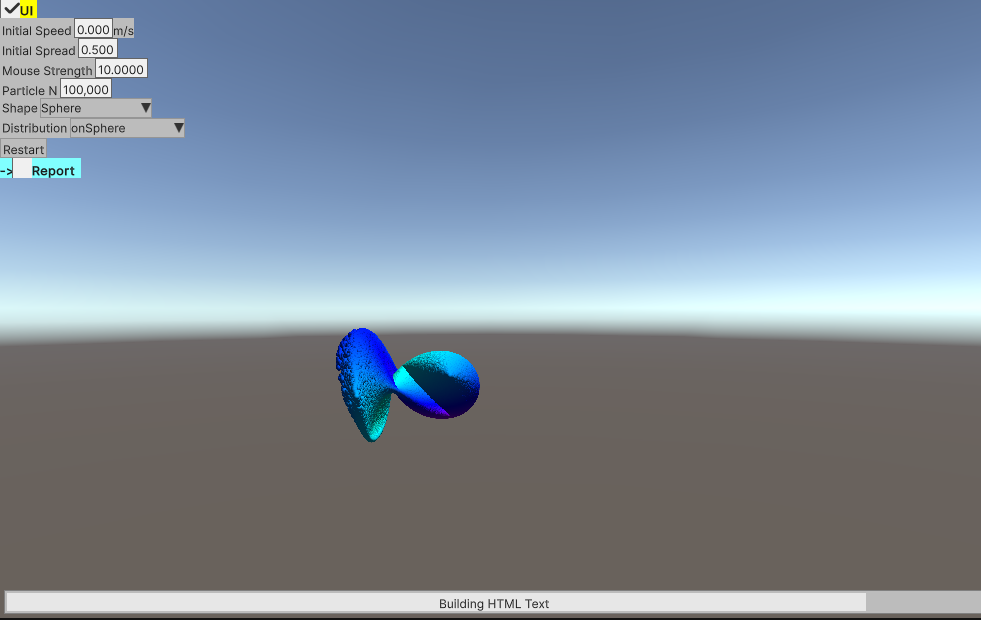 UI
Initial Speed 0.000 m/s
Initial Spread 0.500
Mouse Strength 10.0000
Particle N 100,000
Shape Sphere
Distribution onSphere
Restart
-> Report
Building HTML Text